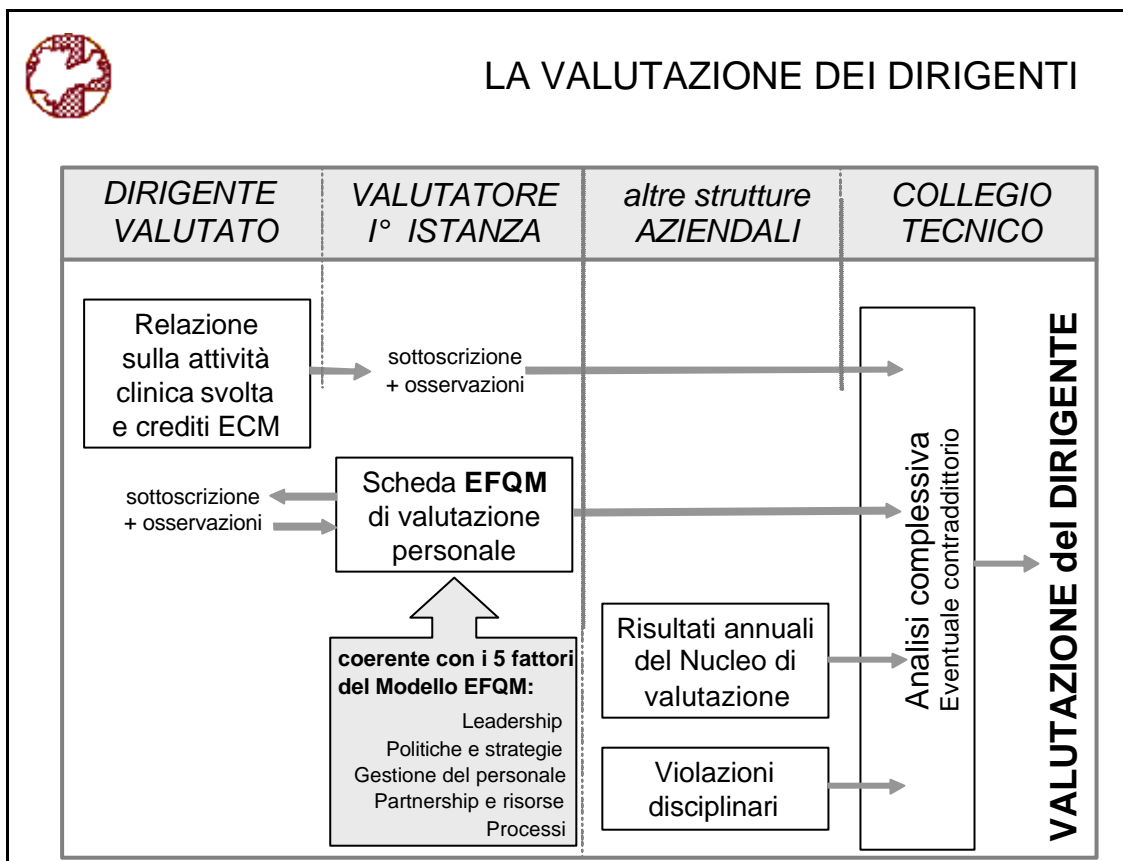 LA VALUTAZIONE DEI DIRIGENTI
DIRIGENTE
VALUTATO
VALUTATORE
I° ISTANZA
altre strutture
AZIENDALI
COLLEGIO
TECNICO
Relazione
sulla attività
clinica svolta
e crediti ECM
sottoscrizione
+ osservazioni
sottoscrizione
+ osservazioni
Scheda EFQM
di valutazione
personale
coerente con i 5 fattori
del Modello EFQM:
Leadership
Politiche e strategie
Gestione del personale
Partnership e risorse
Processi
Risultati annuali
del Nucleo di
valutazione
Violazioni
disciplinari
Analisi complessiva
Eventuale contraddittorio
VALUTAZIONE del DIRIGENTE